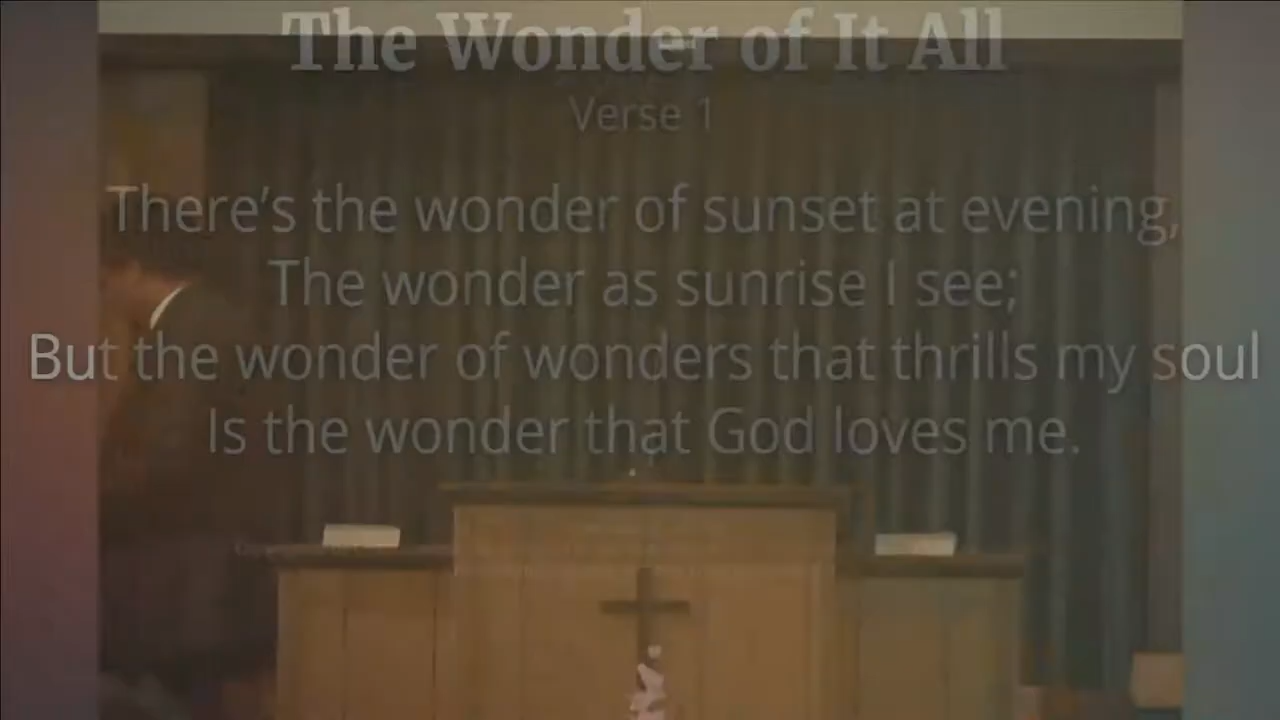 The Wonder of It All
Verse 1
There's the wonder of sunset at evening,
The wonder as sunrise I see;
But the wonder of wonders that thrills my soul
Is the wonder that God loves me.